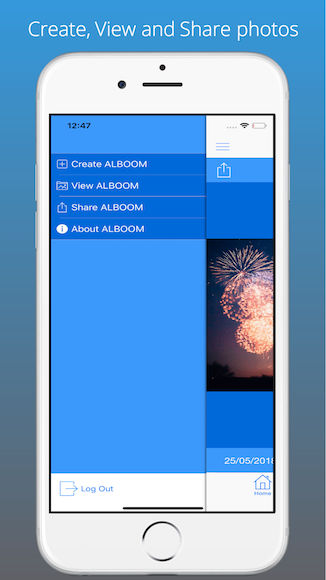 Create, View and Share photos
12:47
Create ALBOOM
View ALBOOM
Share ALBOOM
About ALBOOM
25/05/2018
Log Out
Home